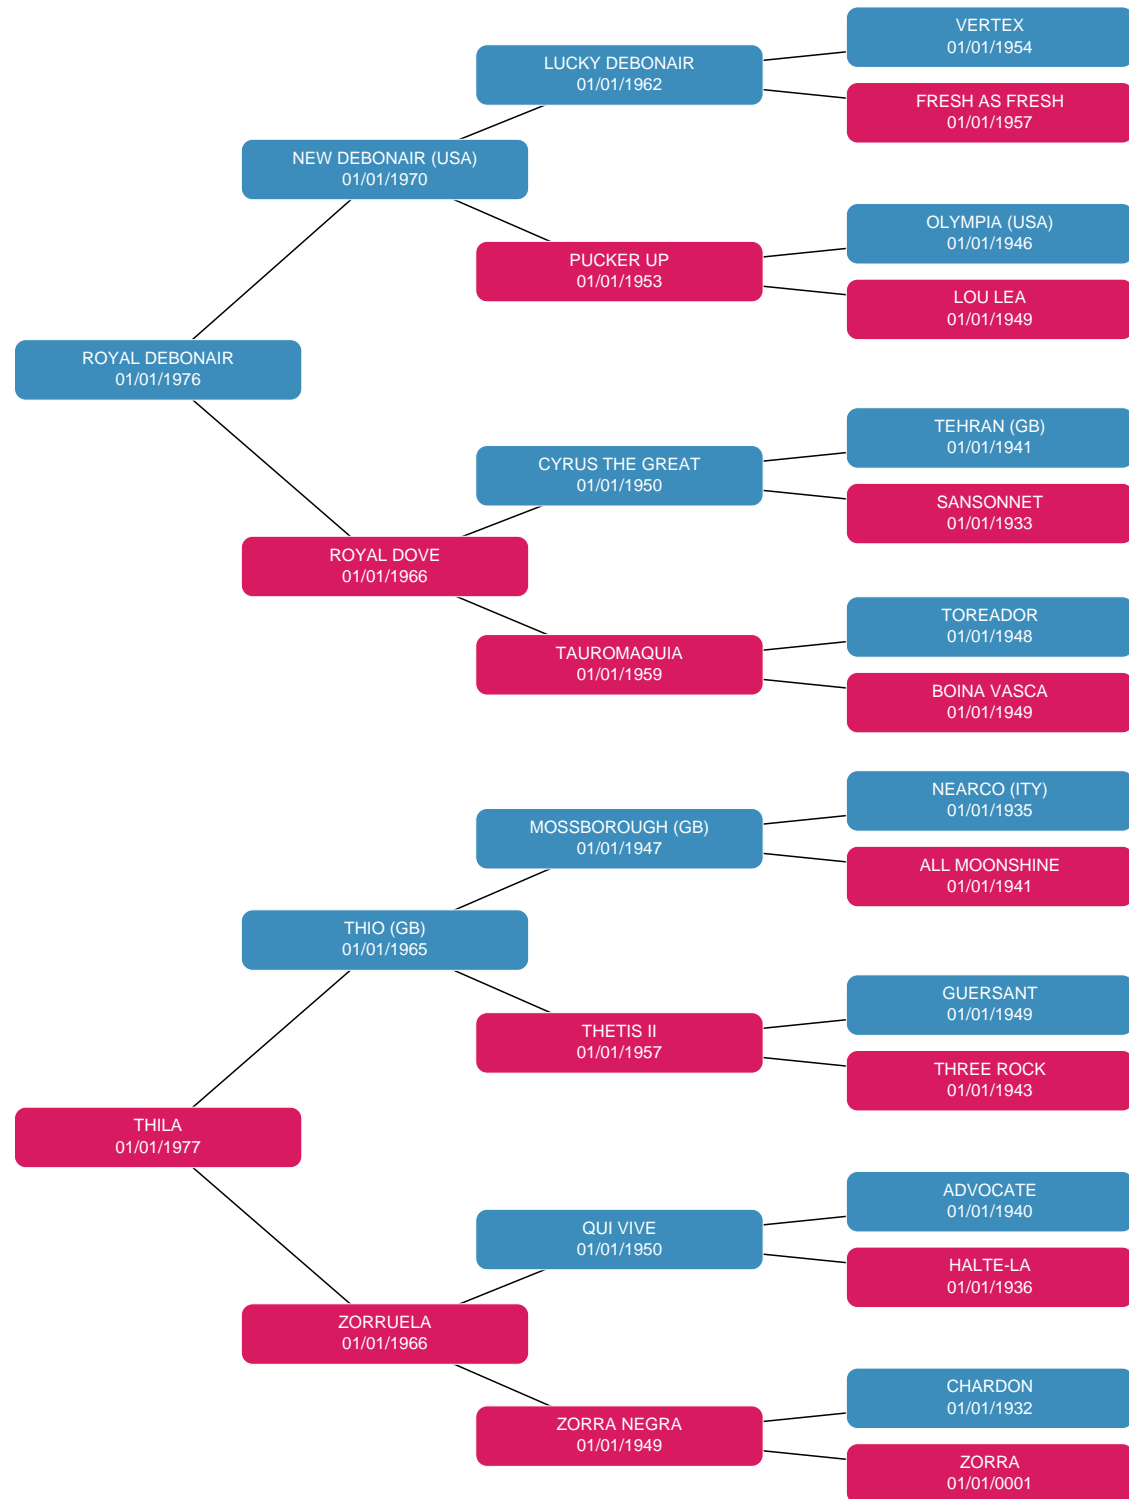 VERTEX
01/01/1954
LUCKY DEBONAIR
01/01/1962
FRESH AS FRESH
01/01/1957
NEW DEBONAIR (USA)
01/01/1970
OLYMPIA (USA)
01/01/1946
PUCKER UP
01/01/1953
LOU LEA
01/01/1949
ROYAL DEBONAIR
01/01/1976
TEHRAN (GB)
01/01/1941
CYRUS THE GREAT
01/01/1950
SANSONNET
01/01/1933
ROYAL DOVE
01/01/1966
TOREADOR
01/01/1948
TAUROMAQUIA
01/01/1959
BOINA VASCA
01/01/1949
NEARCO (ITY)
01/01/1935
MOSSBOROUGH (GB)
01/01/1947
ALL MOONSHINE
01/01/1941
THIO (GB)
01/01/1965
GUERSANT
01/01/1949
THETIS II
01/01/1957
THREE ROCK
01/01/1943
THILA
01/01/1977
ADVOCATE
01/01/1940
QUI VIVE
01/01/1950
HALTE-LA
01/01/1936
ZORRUELA
01/01/1966
CHARDON
01/01/1932
ZORRA NEGRA
01/01/1949
ZORRA
01/01/0001